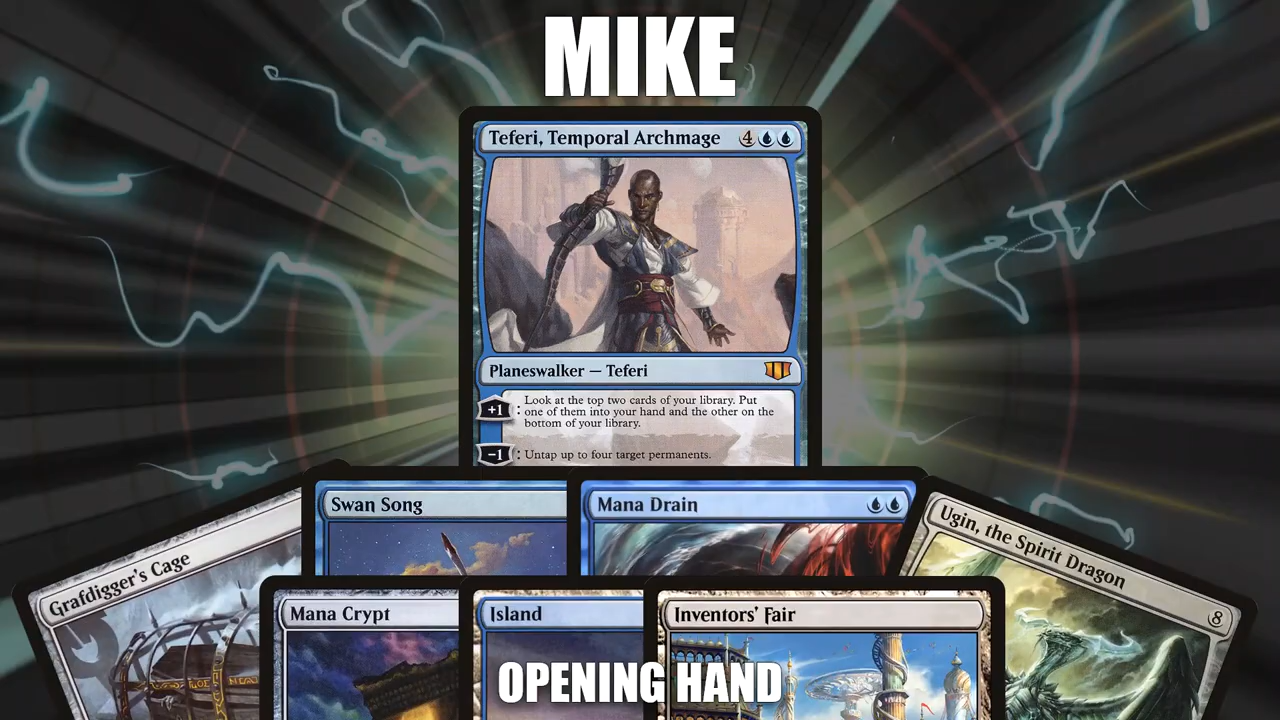 MIKE
Teferi, Temporal Archmage 4
Planeswalker — Teferi
+1 : Look at the top two cards of your library. Put
one of them into your hand and the other on the
bottom of your library.
−1 : Untap up to four target permanents.
Grafdigger's Cage
Swan Song
Mana Drain
Ugin, the Spirit Dragon 8
Mana Crypt
Island
Inventors' Fair
OPENING HAND